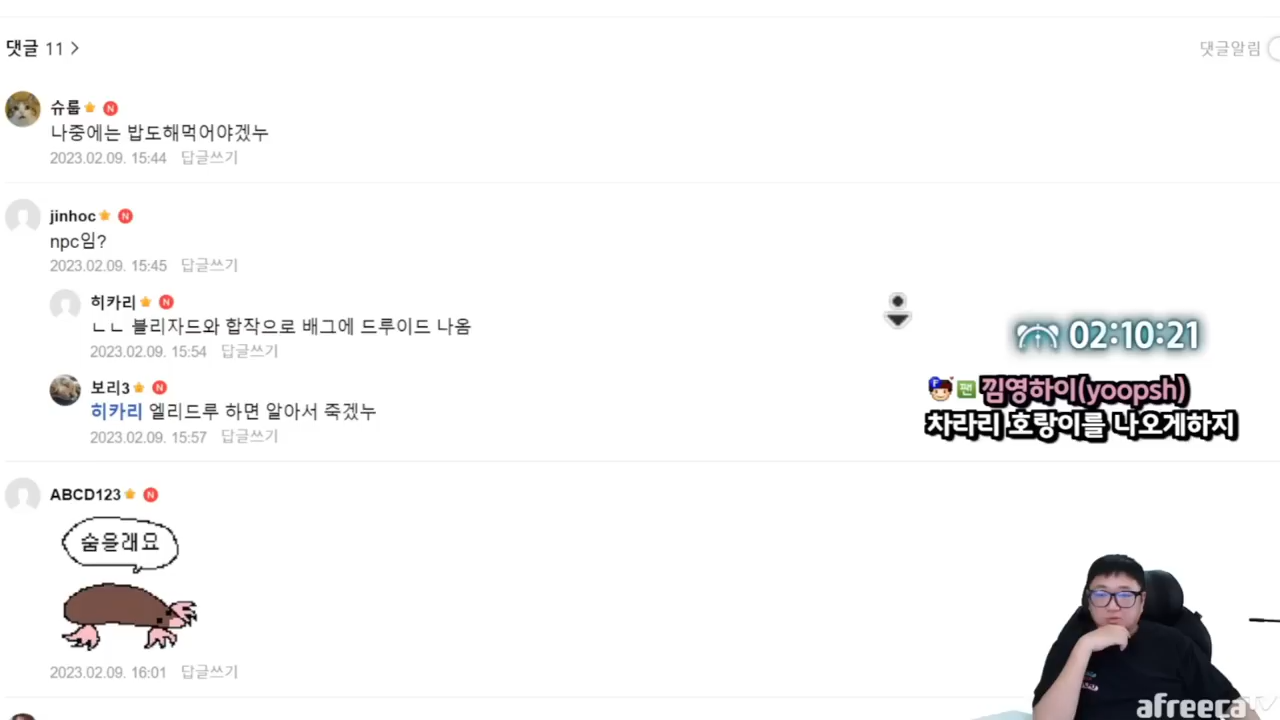 댓글 11 >
댓글알림
슈룹
N
나중에는 밥도해먹어야겠누
2023.02.09. 15:44 답글쓰기
jinhoc
N
npc임?
2023.02.09. 15:45 답글쓰기
히카리
N
ㄴㄴ 블리자드와 합작으로 배그에 드루이드 나옴
2023.02.09. 15:54 답글쓰기
보리3
N
히카리 엘리드루 하면 알아서 죽겠누
2023.02.09. 15:57 답글쓰기
02:10:21
F 팬 낌영하이(yoopsh)
차라리 호랑이를 나오게하지
ABCD123
N
숨을래요
2023.02.09. 16:01 답글쓰기
afreecaTV